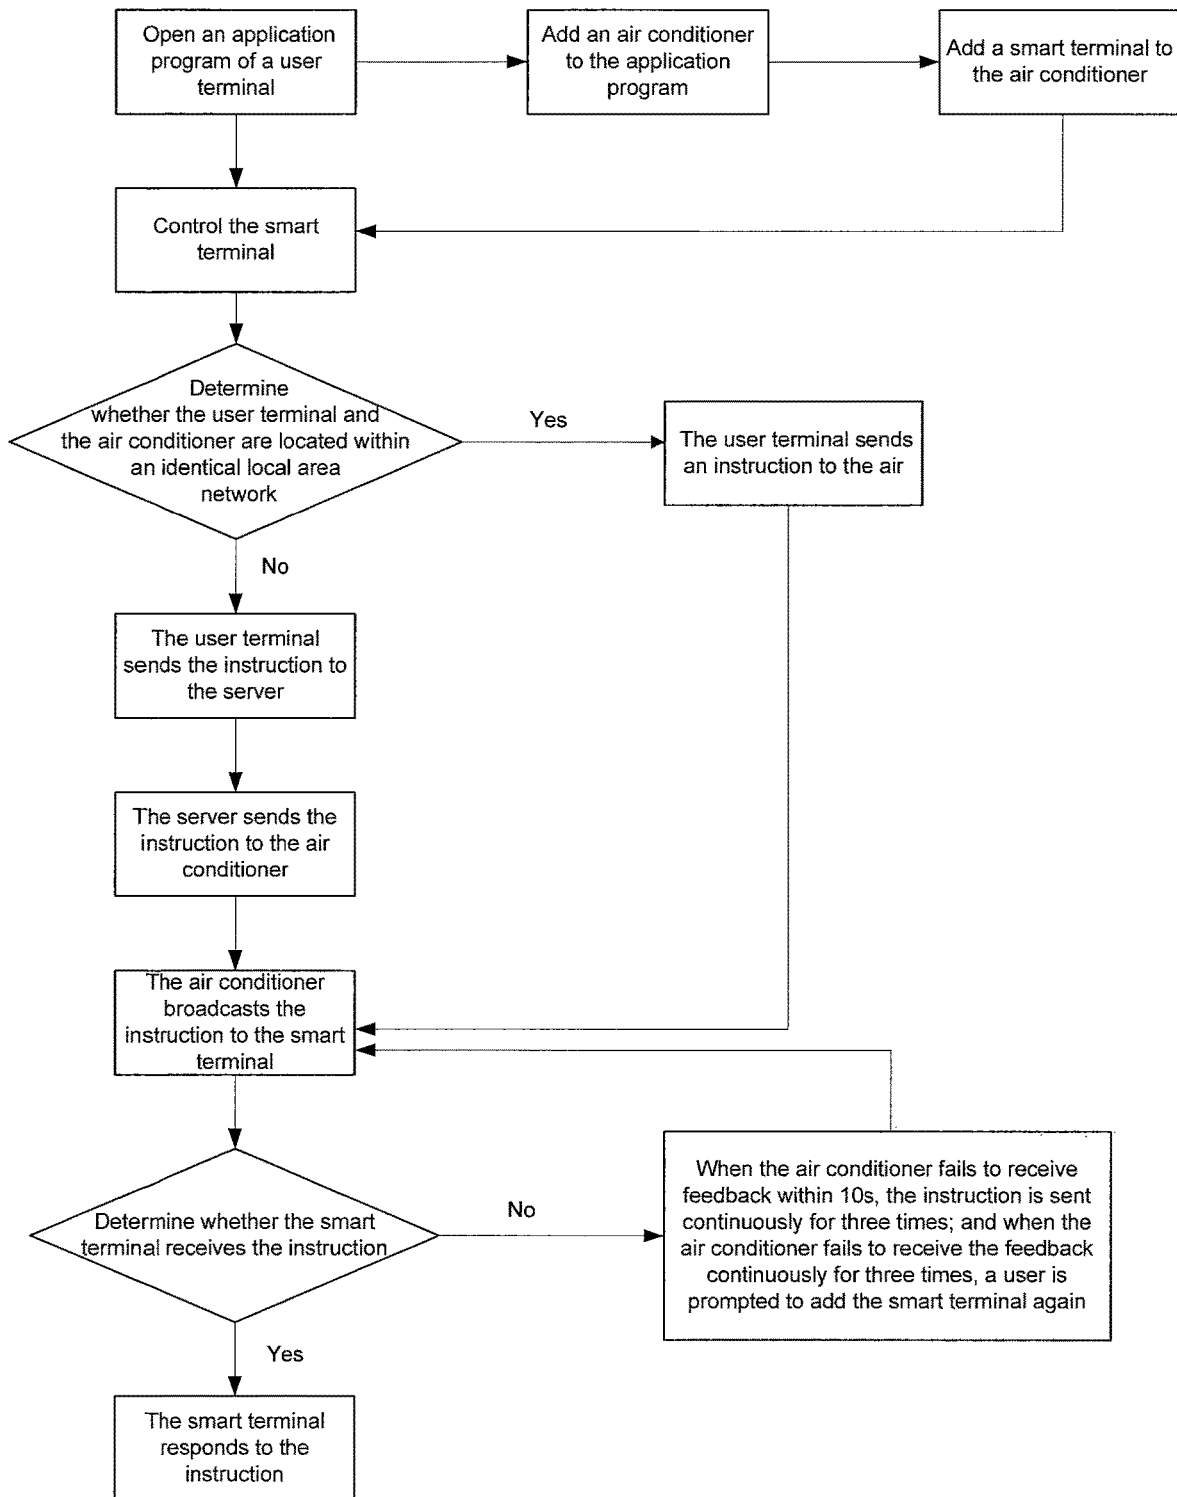 Open an application
program of a user
terminal
Add an air conditioner
to the application
program
Add a smart terminal to
the air conditioner
Control the smart
terminal
Determine
whether the user terminal and
the air conditioner are located within
an identical local area
network
Yes
The user terminal sends
an instruction to the air
No
The user terminal
sends the instruction to
the server
The server sends the
instruction to the air
conditioner
The air conditioner
broadcasts the
instruction to the smart
terminal
Determine whether the smart
terminal receives the instruction
No
When the air conditioner fails to receive
feedback within 10s, the instruction is sent
continuously for three times; and when the
air conditioner fails to receive the feedback
continuously for three times, a user is
prompted to add the smart terminal again
Yes
The smart terminal
responds to the
instruction